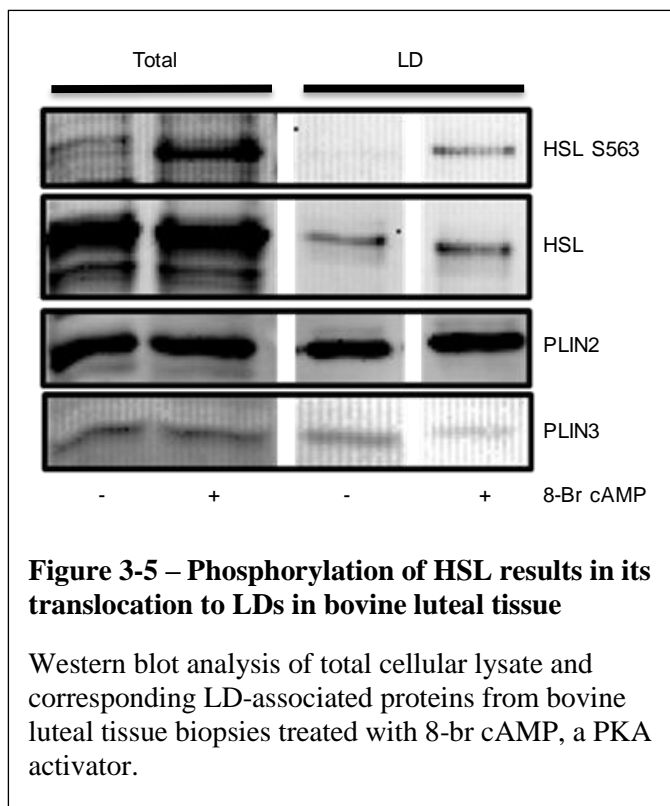 Total LD
HSL S563
HSL
PLIN2
PLIN3
- + - + 8-Br cAMP
Figure 3-5 – Phosphorylation of HSL results in its
translocation to LDs in bovine luteal tissue
Western blot analysis of total cellular lysate and
corresponding LD-associated proteins from bovine
luteal tissue biopsies treated with 8-br cAMP, a PKA
activator.